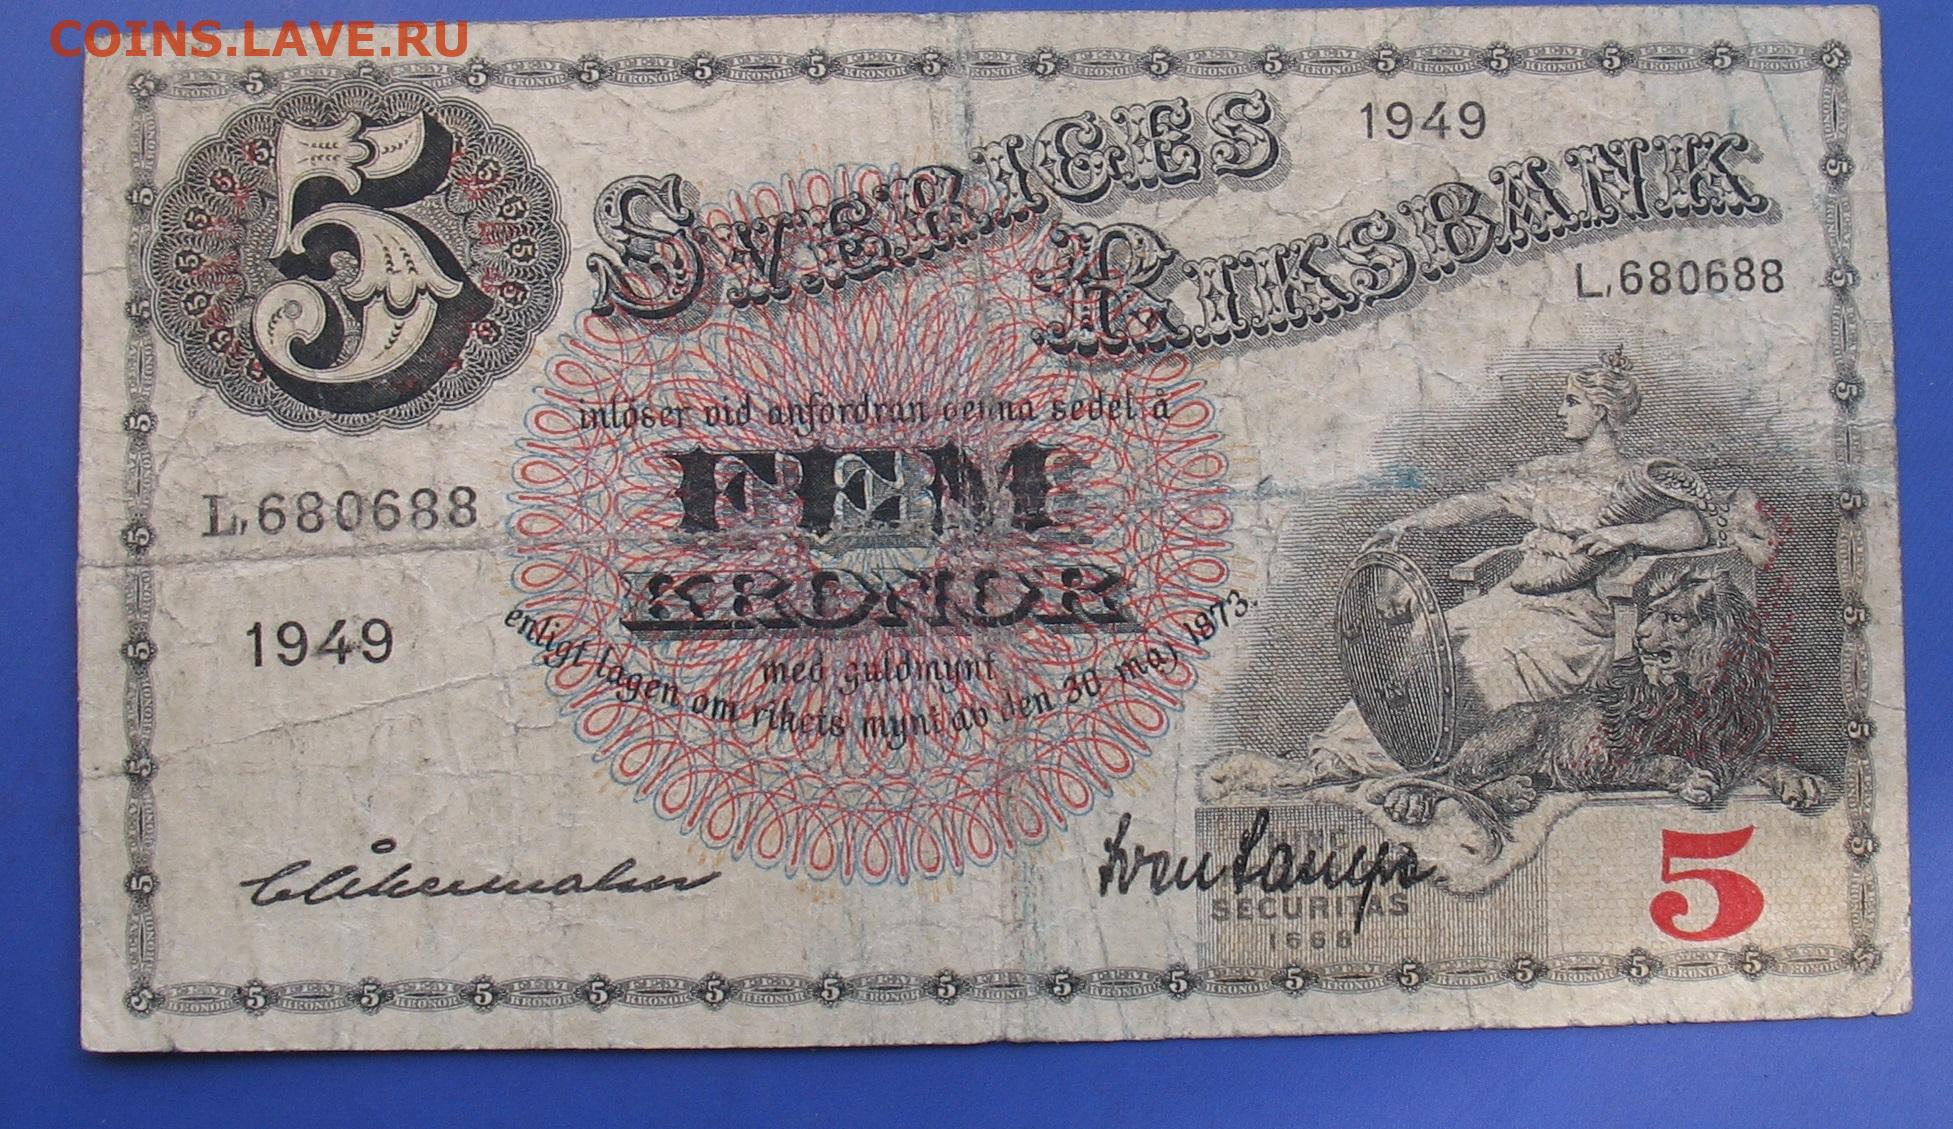 COINS.LAVE.RU
5
SVERIGES
1949
RIKSBANK
L,680688
inlöser vid anfordran denna sedel å
FEM
KRONOR
L,680688
1949
med guldmynt
enligt lagen om rikets mynt av den 30 maj 1873.
HINC
SECURITAS
1668
5